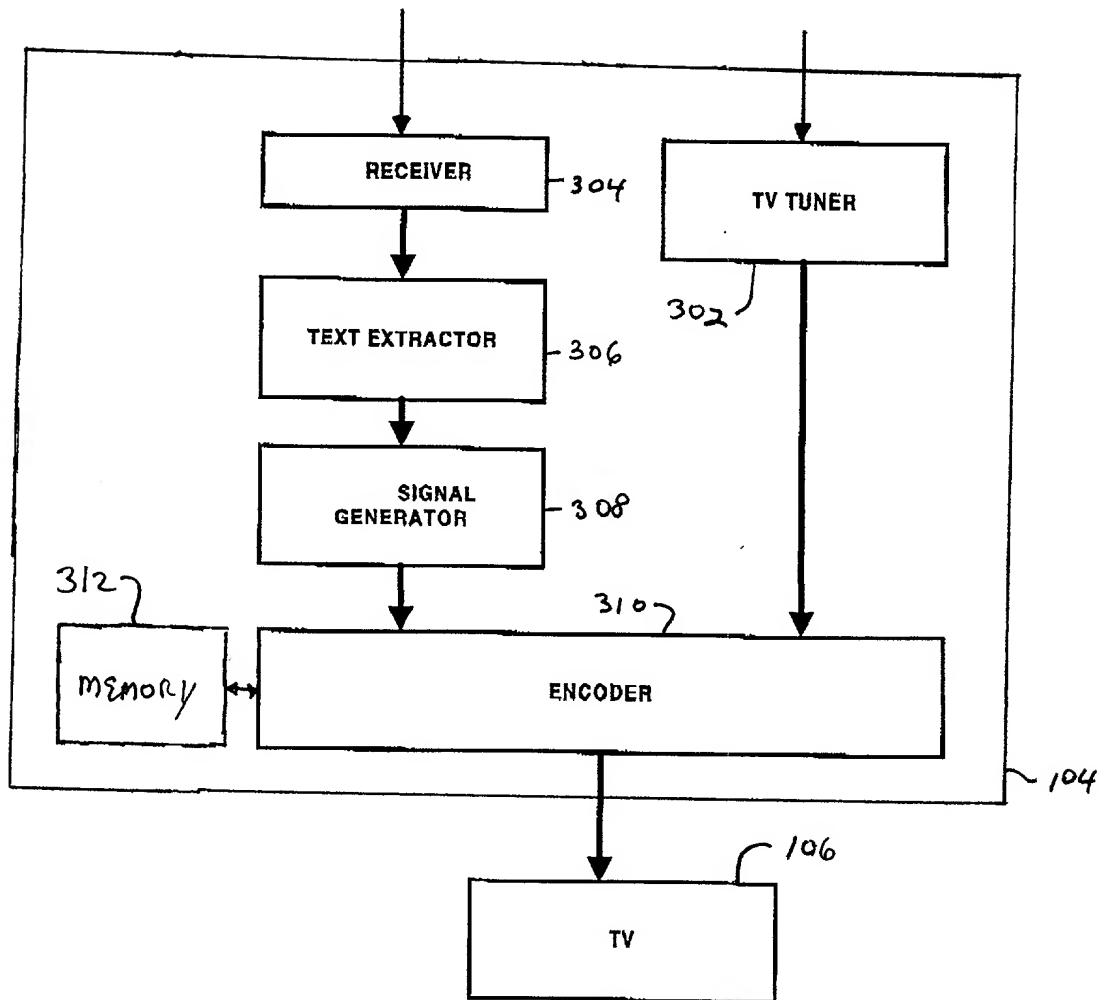 RECEIVER
304
TV TUNER
302
TEXT EXTRACTOR
306
SIGNAL
GENERATOR
308
312
310
MEMORY
ENCODER
104
106
TV